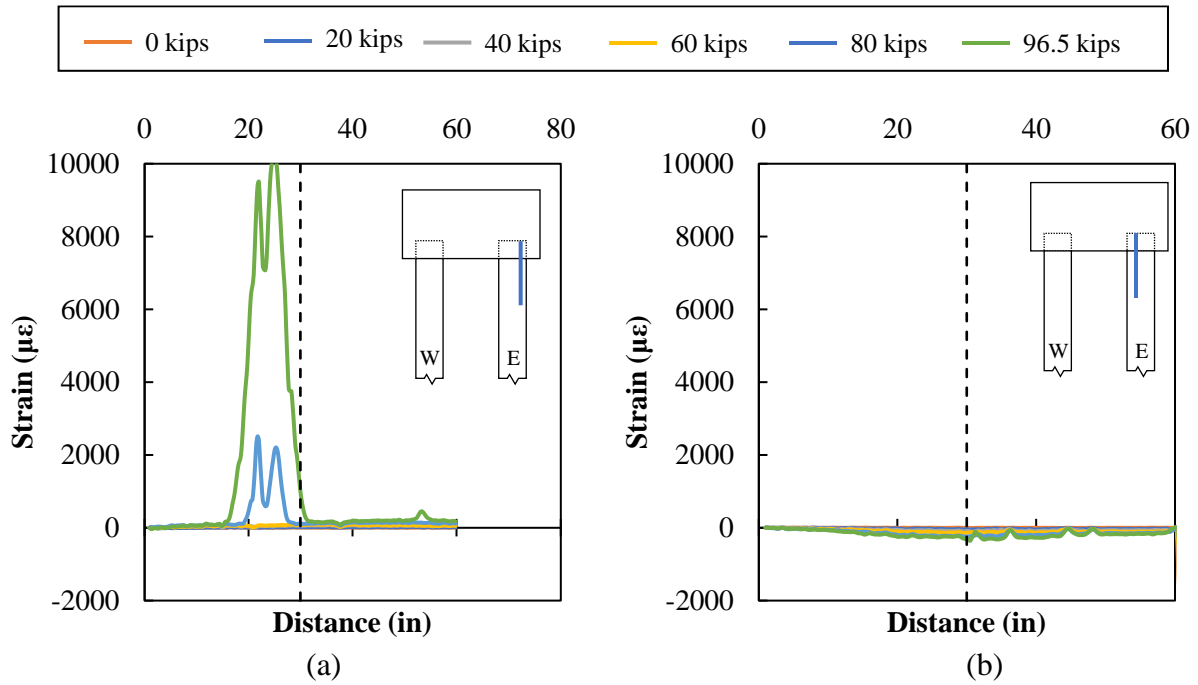 0 kips 20 kips 40 kips 60 kips 80 kips 96.5 kips
0 20 40 60 80
10000
8000
6000
4000
2000
0
-2000
Strain (με)
W E
Distance (in)
(a)
0 20 40 60
10000
8000
6000
4000
2000
0
-2000
Strain (με)
W E
Distance (in)
(b)